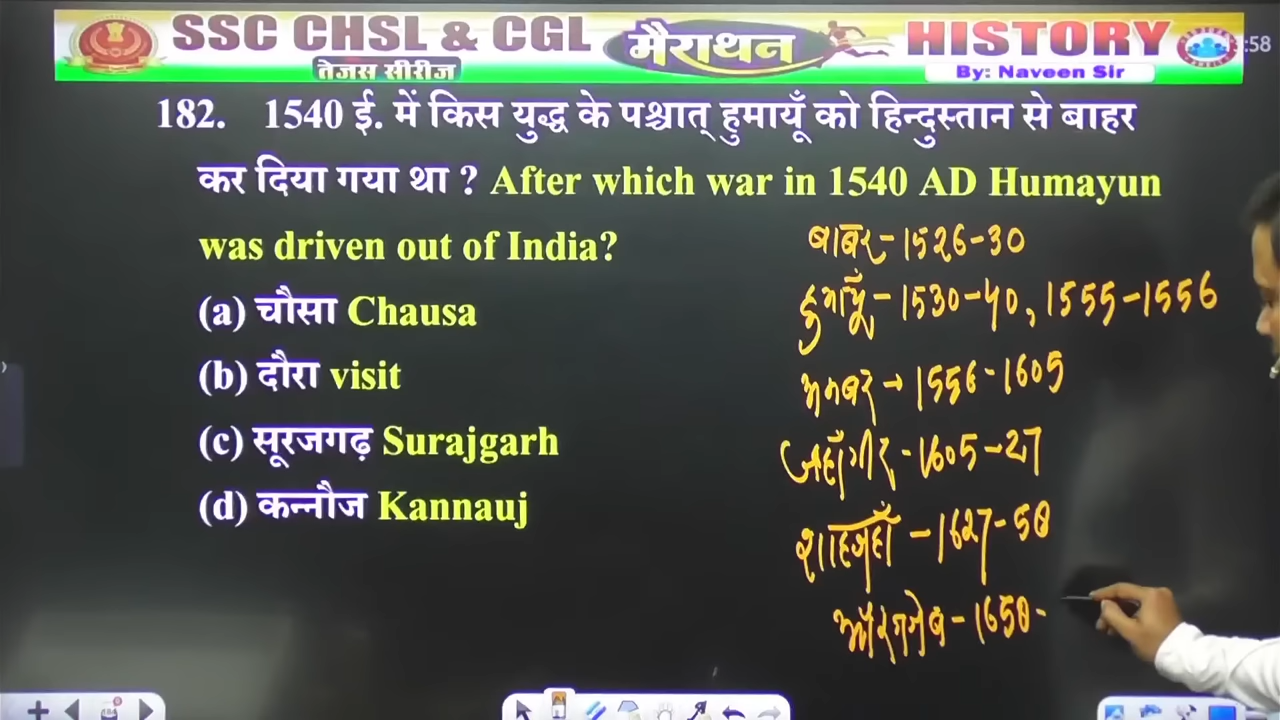 SSC CHSL & CGL मैराथन HISTORY
तेजस सीरीज By: Naveen Sir
:58
182. 1540 ई. में किस युद्ध के पश्चात् हुमायूँ को हिन्दुस्तान से बाहर
कर दिया गया था ? After which war in 1540 AD Humayun
was driven out of India?
(a) चौसा Chausa
(b) दौरा visit
(c) सूरजगढ़ Surajgarh
(d) कन्नौज Kannauj
बाबर-1526-30
हुमायूँ-1530-40, 1555-1556
अकबर→1556-1605
जहाँगीर-1605-27
शाहजहाँ-1627-58
औरंगजेब-1658-